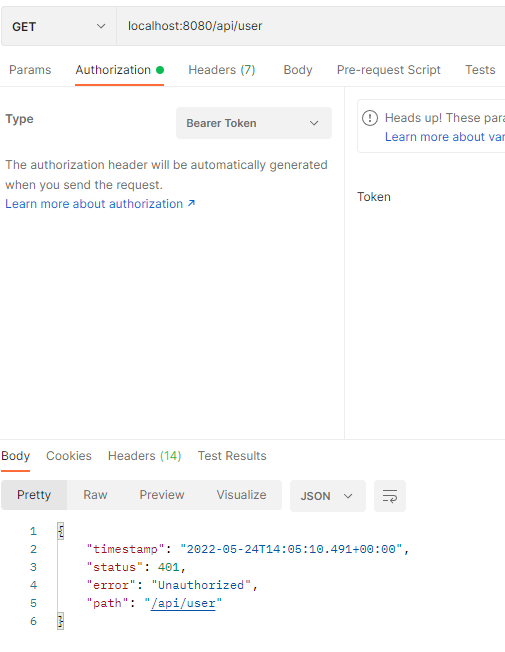 GET localhost:8080/api/user
Params Authorization Headers (7) Body Pre-request Script Tests
Type Bearer Token
Heads up! These para
Learn more about var
The authorization header will be automatically generated
when you send the request.
Learn more about authorization ↗
Token
Body Cookies Headers (14) Test Results
Pretty Raw Preview Visualize JSON
1 {
2 "timestamp": "2022-05-24T14:05:10.491+00:00",
3 "status": 401,
4 "error": "Unauthorized",
5 "path": "/api/user"
6 }